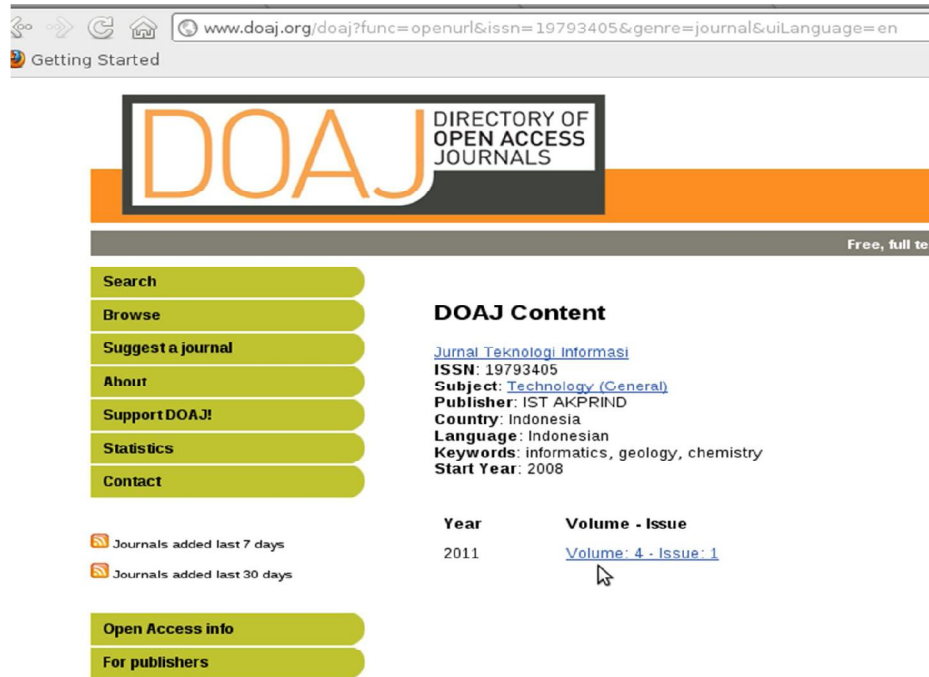 www.doaj.org/doaj?func=openurl&issn=19793405&genre=journal&uiLanguage=en
Getting Started
DOAJ
DIRECTORY OF
OPEN ACCESS
JOURNALS
Free, full te
Search
Browse
Suggest a journal
About
Support DOAJ!
Statistics
Contact
Journals added last 7 days
Journals added last 30 days
Open Access info
For publishers
DOAJ Content
Jurnal Teknologi Informasi
ISSN: 19793405
Subject: Technology (General)
Publisher: IST AKPRIND
Country: Indonesia
Language: Indonesian
Keywords: informatics, geology, chemistry
Start Year: 2008
Year Volume - Issue
2011 Volume: 4 - Issue: 1